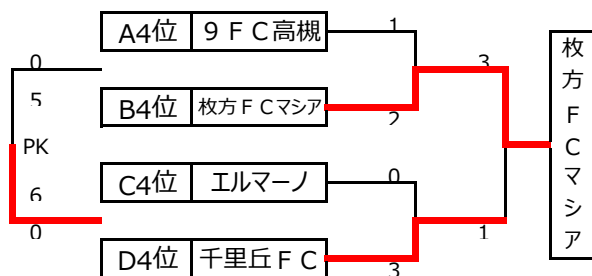 A4位 9FC高槻 1
0 3
5 B4位 枚方FCマシア 2
PK
C4位 エルマーノ 0
6
0 1
D4位 千里丘FC 3
枚方FCマシア